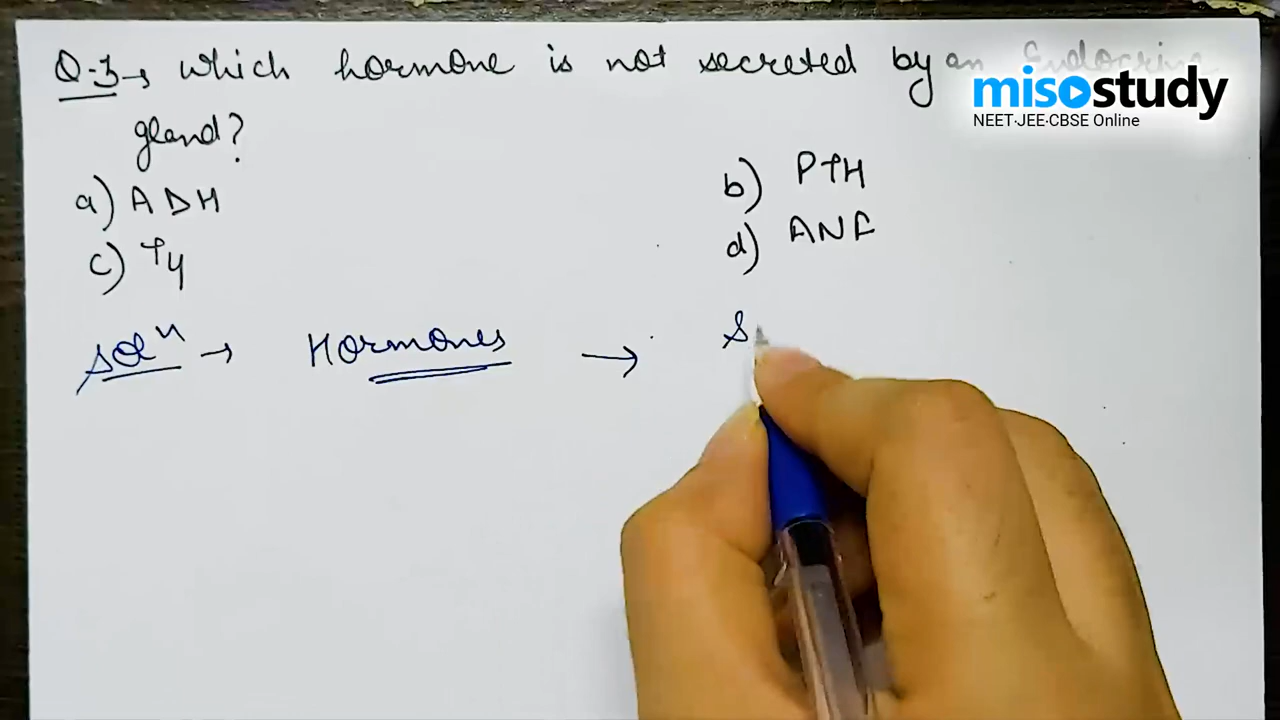 Q-3→ which hormone is not secreted by an Endocrine
misostudy
NEET·JEE·CBSE Online
gland?
a) ADH
b) PTH
c) T4
d) ANF
Solⁿ → Hormones → S